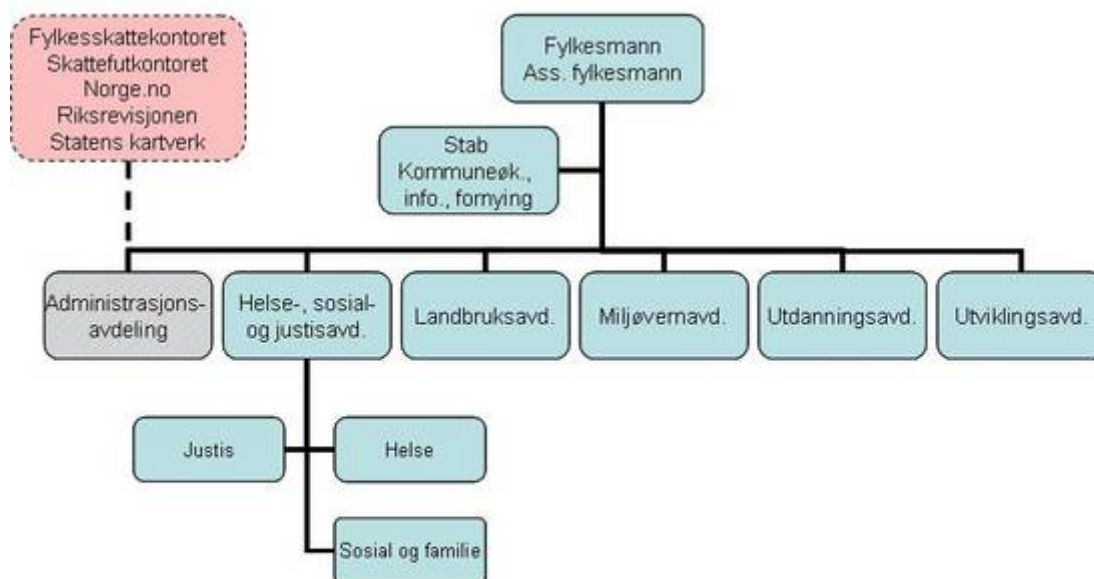 Fylkesskattekontoret
Skattefutkontoret
Norge.no
Riksrevisjonen
Statens kartverk
Fylkesmann
Ass. fylkesmann
Stab
Kommuneøk.,
info., fornying
Administrasjons-
avdeling
Helse-, sosial-
og justisavd.
Landbruksavd.
Miljøvernavd.
Utdanningsavd.
Utviklingsavd.
Justis
Helse
Sosial og familie